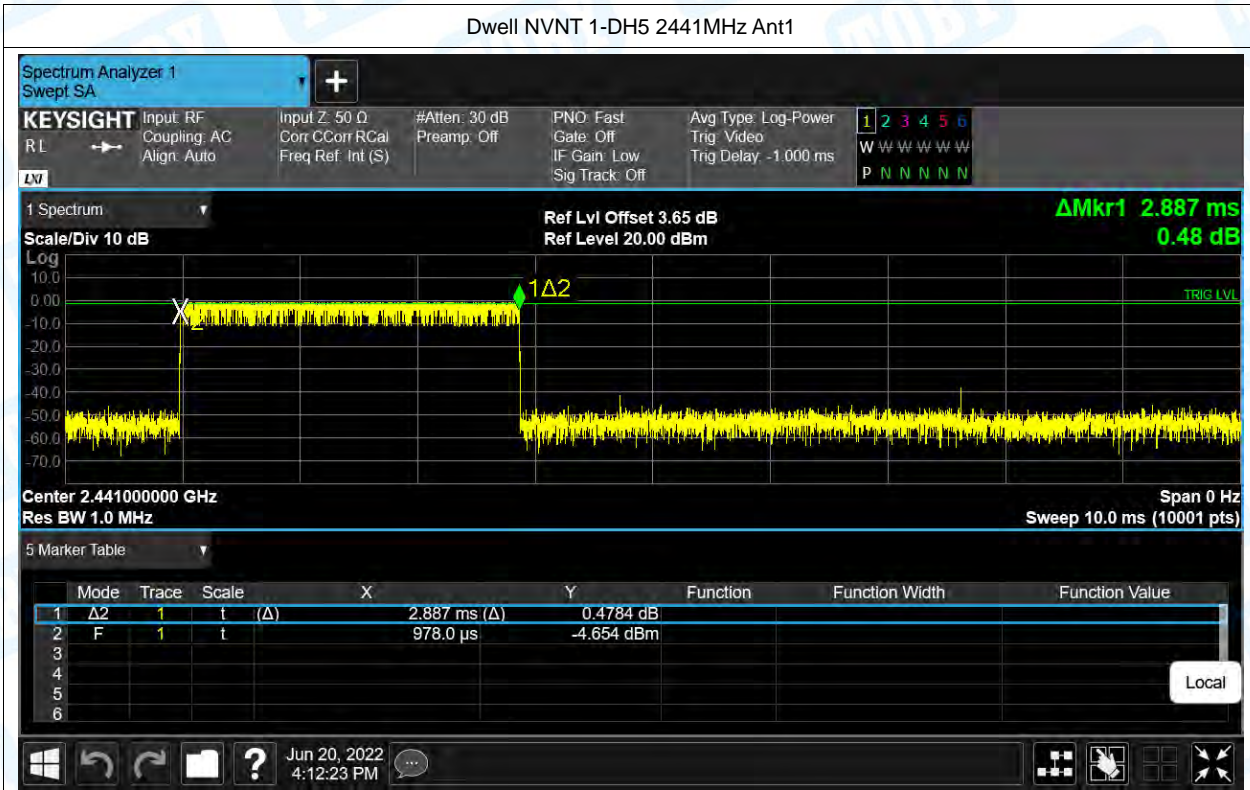 Dwell NVNT 1-DH5 2441MHz Ant1
Spectrum Analyzer 1
Swept SA
+
KEYSIGHT
RL
LXI
Input: RF
Coupling: AC
Align: Auto
Input Z: 50 Ω
Corr CCorr RCal
Freq Ref: Int (S)
#Atten: 30 dB
Preamp: Off
PNO: Fast
Gate: Off
IF Gain: Low
Sig Track: Off
Avg Type: Log-Power
Trig: Video
Trig Delay: -1.000 ms
1 2 3 4 5 6
W W W W W W
P N N N N N
1 Spectrum
Scale/Div 10 dB
Ref Lvl Offset 3.65 dB
Ref Level 20.00 dBm
ΔMkr1 2.887 ms
0.48 dB
Log
10.0
0.00
-10.0
-20.0
-30.0
-40.0
-50.0
-60.0
-70.0
1Δ2
2
TRIG LVL
Center 2.441000000 GHz
Span 0 Hz
Res BW 1.0 MHz
Sweep 10.0 ms (10001 pts)
5 Marker Table
Mode Trace Scale X Y Function Function Width Function Value
1 Δ2 1 t (Δ) 2.887 ms (Δ) 0.4784 dB
2 F 1 t 978.0 µs -4.654 dBm
3
4
5
6
Local
?
Jun 20, 2022
4:12:23 PM
TOBY